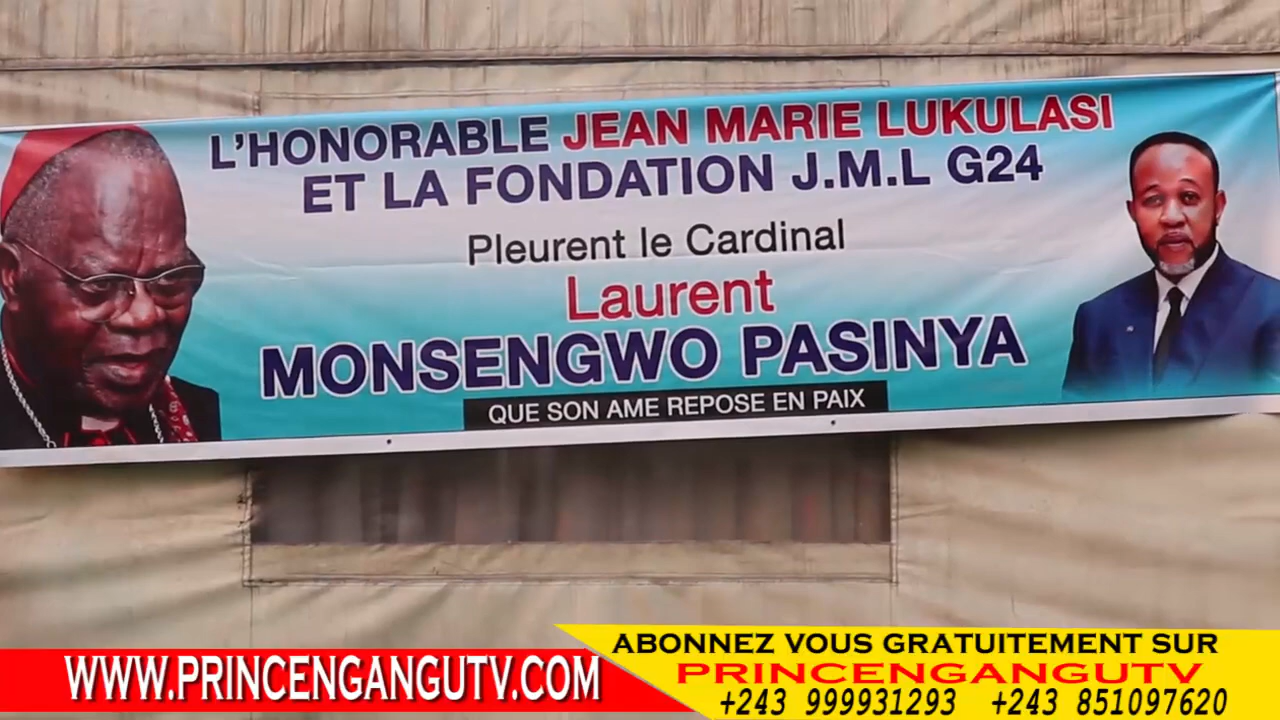 L'HONORABLE JEAN MARIE LUKULASI
ET LA FONDATION J.M.L G24
Pleurent le Cardinal
Laurent
MONSENGWO PASINYA
QUE SON AME REPOSE EN PAIX
WWW.PRINCENGANGUTV.COM
ABONNEZ VOUS GRATUITEMENT SUR
PRINCENGANGUTV
+243 999931293 +243 851097620